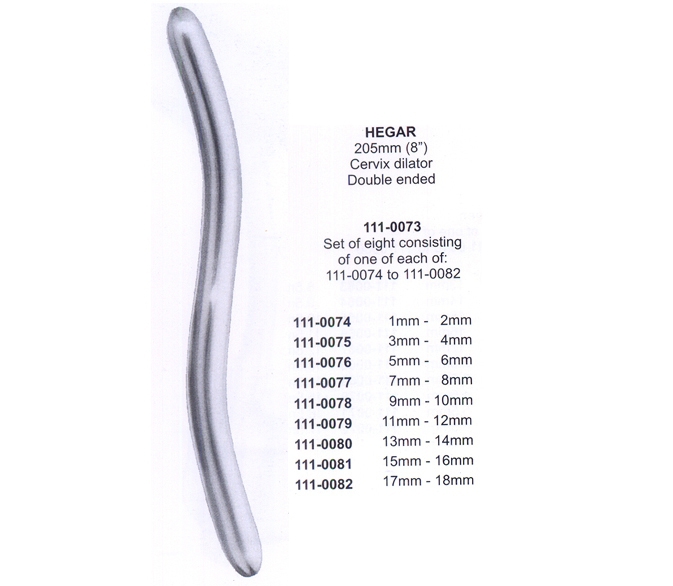 HEGAR
205mm (8")
Cervix dilator
Double ended
111-0073
Set of eight consisting
of one of each of:
111-0074 to 111-0082
111-0074 1mm - 2mm
111-0075 3mm - 4mm
111-0076 5mm - 6mm
111-0077 7mm - 8mm
111-0078 9mm - 10mm
111-0079 11mm - 12mm
111-0080 13mm - 14mm
111-0081 15mm - 16mm
111-0082 17mm - 18mm